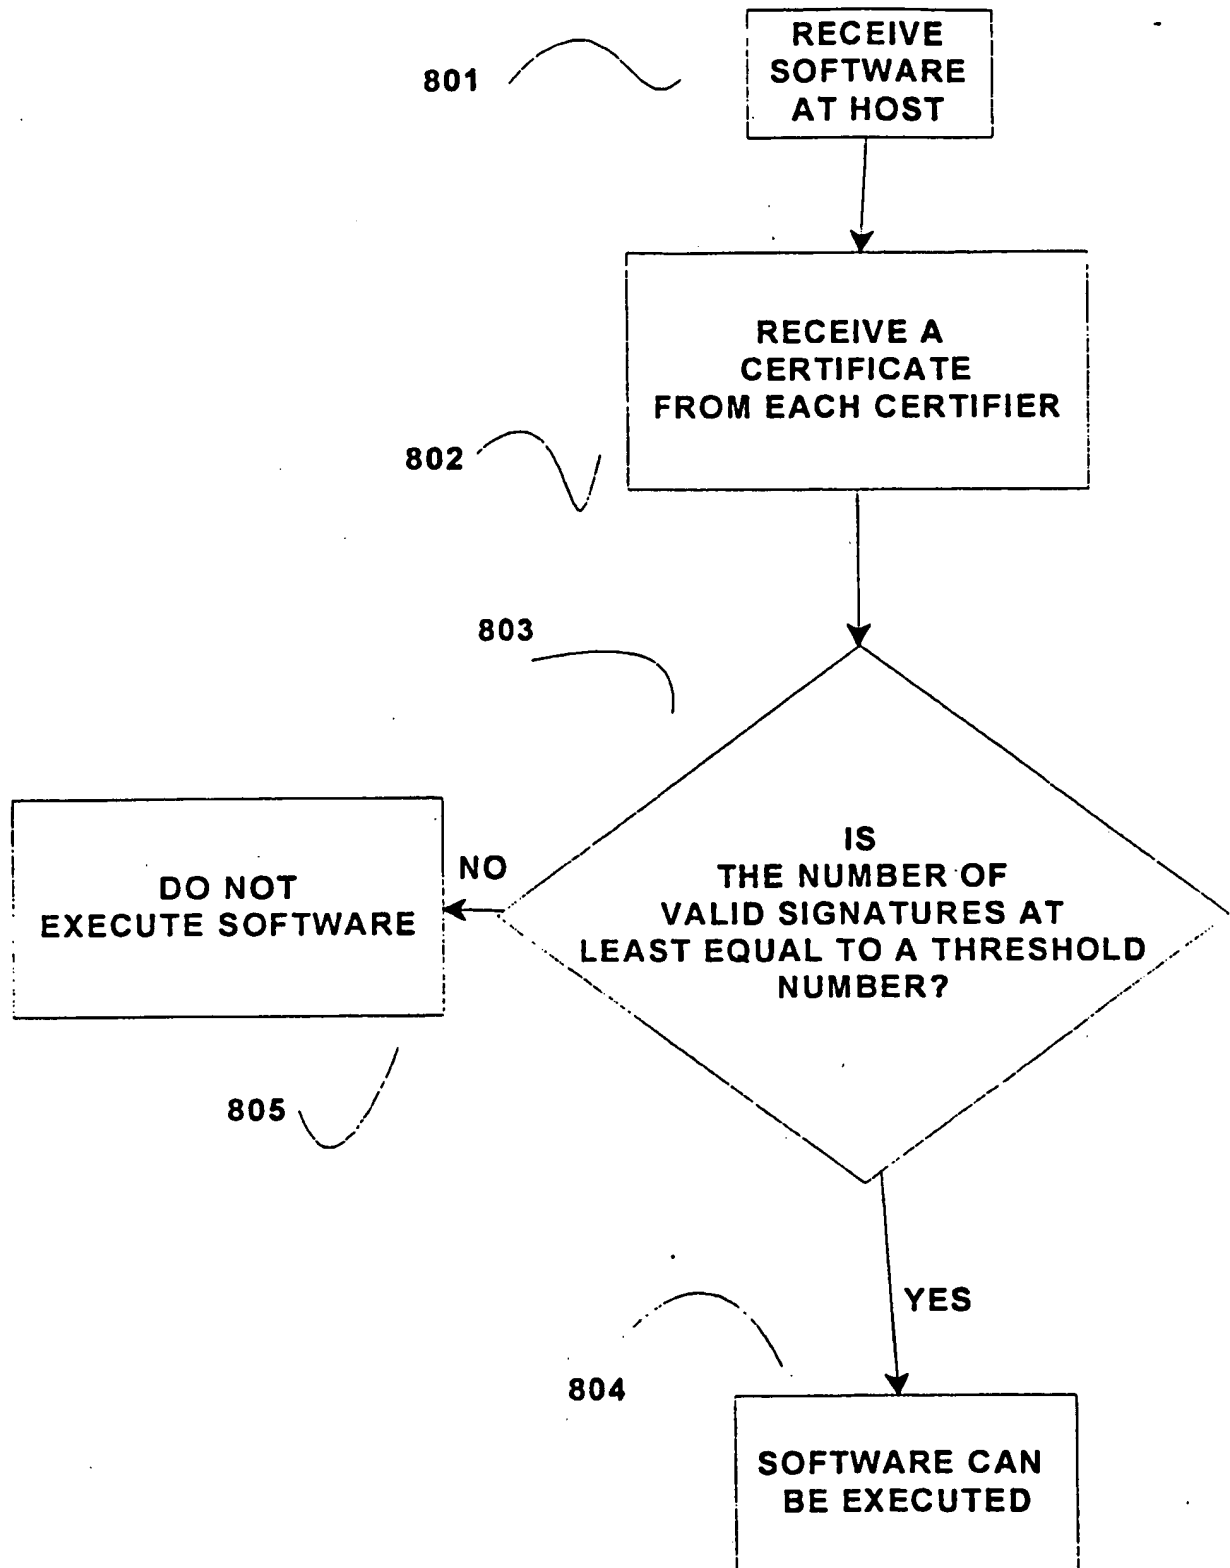 801
RECEIVE
SOFTWARE
AT HOST
RECEIVE A
CERTIFICATE
FROM EACH CERTIFIER
802
803
IS
THE NUMBER OF
VALID SIGNATURES AT
LEAST EQUAL TO A THRESHOLD
NUMBER?
NO
DO NOT
EXECUTE SOFTWARE
805
YES
804
SOFTWARE CAN
BE EXECUTED